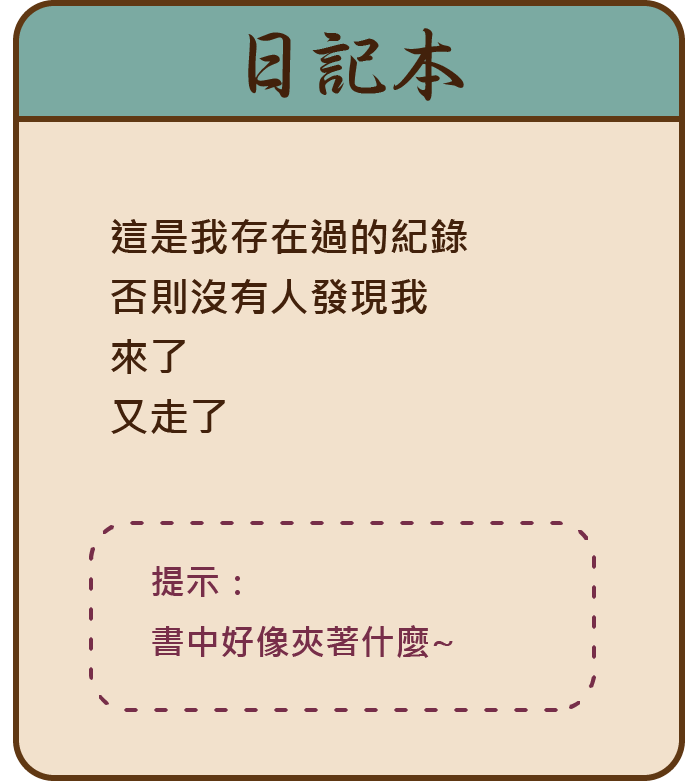 日記本
這是我存在過的紀錄
否則沒有人發現我
來了
又走了
提示：
書中好像夾著什麼~